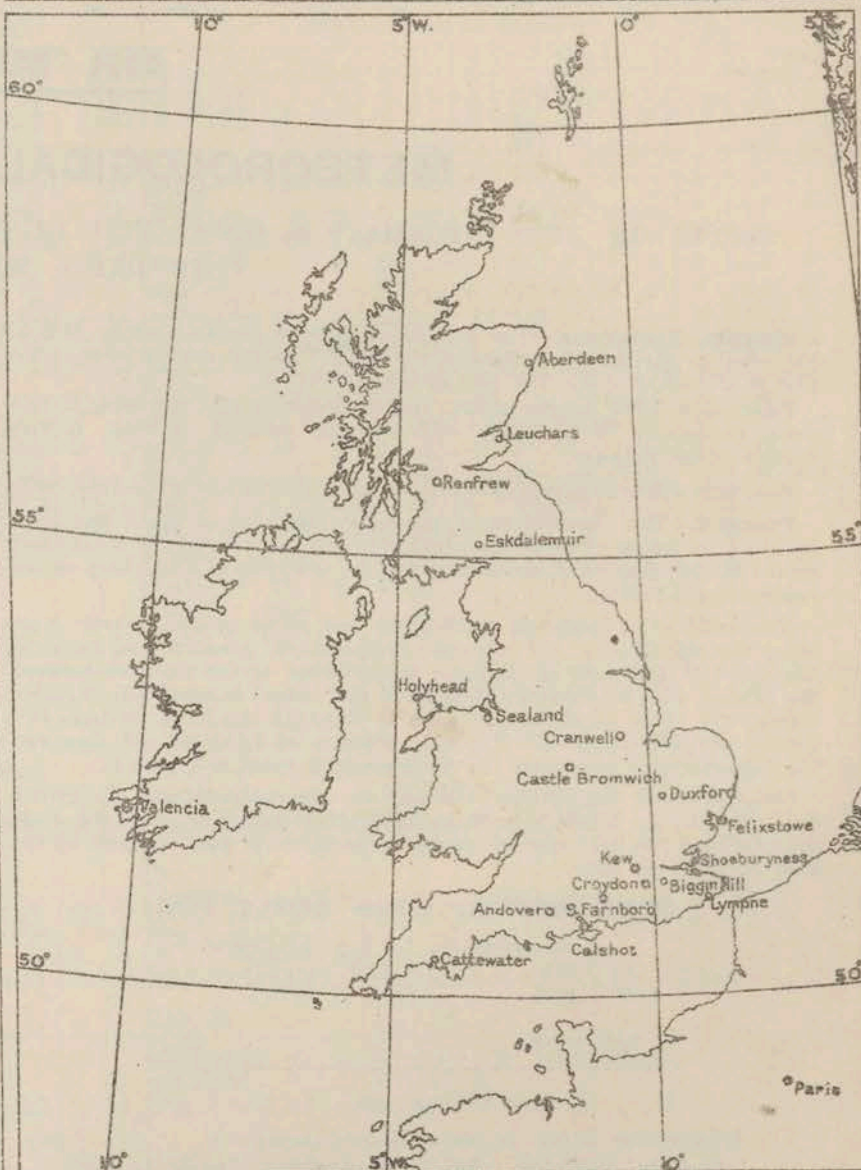 10°
5°W.
0°
5
60°
Aberdeen
Leuchars
Renfrew
55°
55°
Eskdalemuir
Holyhead
Sealand
Cranwell
Castle Bromwich
Duxford
Valencia
Felixstowe
Shoeburyness
Kew
Croydon
Biggin Hill
Andover
S. Farnboro
Lympne
Calshot
Cattewater
50°
50
Paris
10°
5°W.
0°